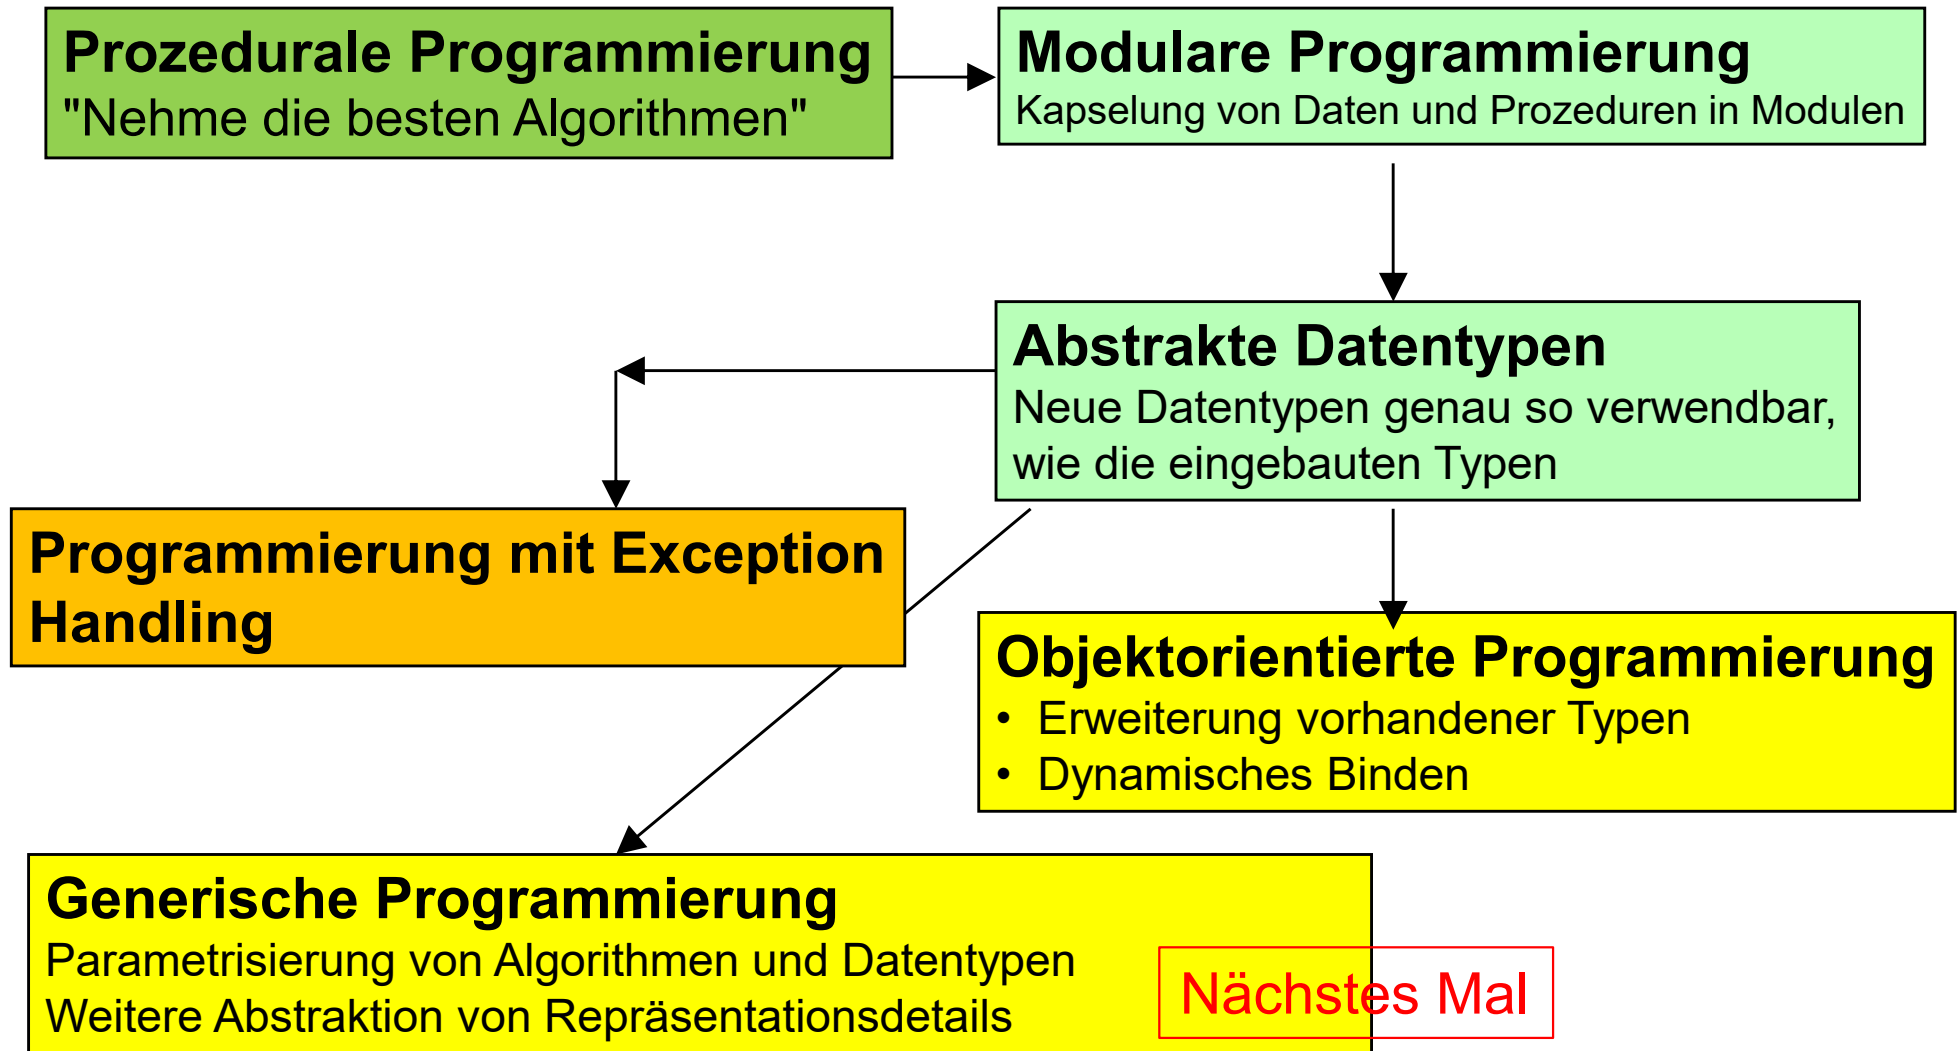 Prozedurale Programmierung
"Nehme die besten Algorithmen"
Modulare Programmierung
Kapselung von Daten und Prozeduren in Modulen
Abstrakte Datentypen
Neue Datentypen genau so verwendbar,
wie die eingebauten Typen
Programmierung mit Exception
Handling
Objektorientierte Programmierung
• Erweiterung vorhandener Typen
• Dynamisches Binden
Generische Programmierung
Parametrisierung von Algorithmen und Datentypen
Weitere Abstraktion von Repräsentationsdetails
Nächstes Mal